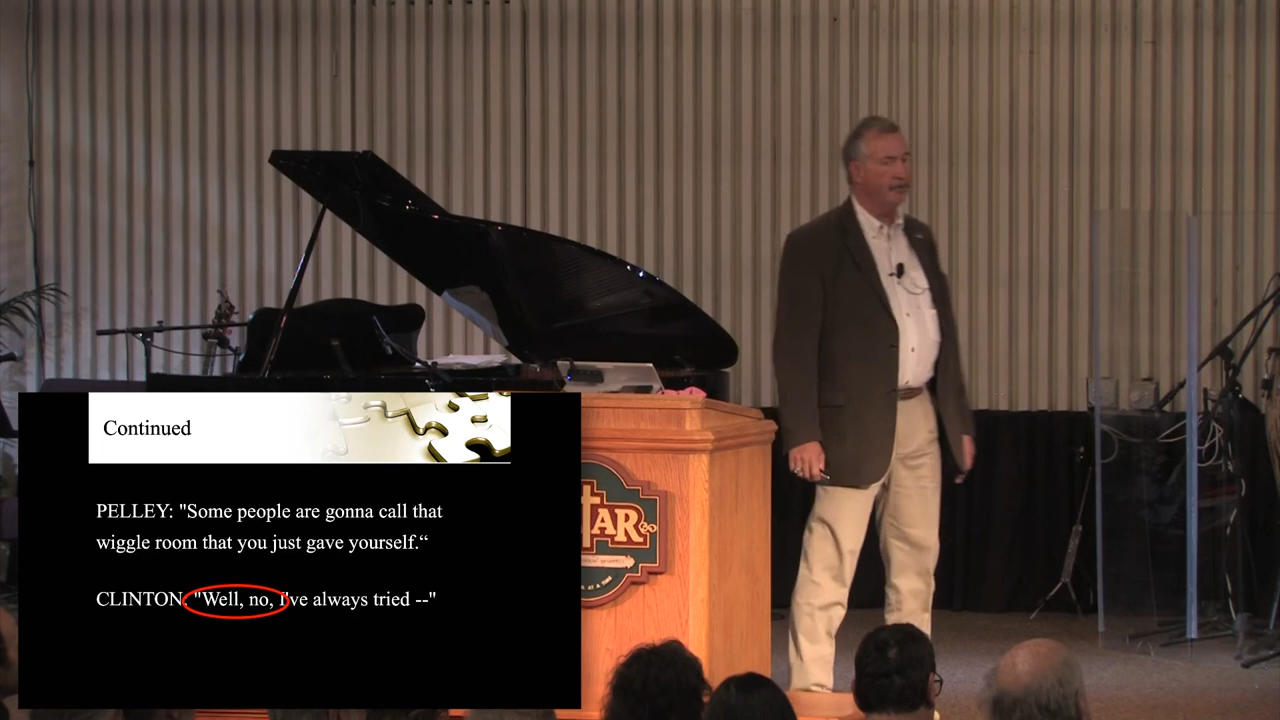 Continued
PELLEY: "Some people are gonna call that
wiggle room that you just gave yourself.“
CLINTON: "Well, no, I've always tried --"
TAR